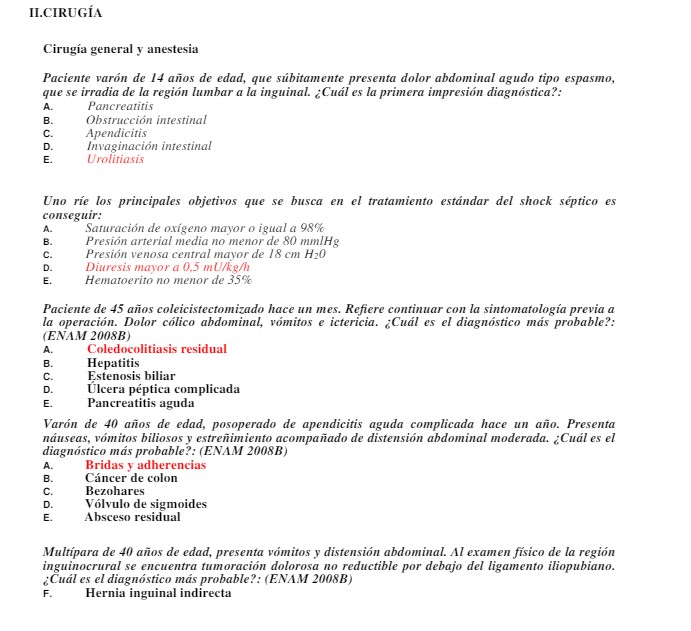 II.CIRUGÍA
Cirugía general y anestesia
Paciente varón de 14 años de edad, que súbitamente presenta dolor abdominal agudo tipo espasmo,
que se irradia de la región lumbar a la inguinal. ¿Cuál es la primera impresión diagnóstica?:
A. Pancreatitis
B. Obstrucción intestinal
C. Apendicitis
D. Invaginación intestinal
E. Urolitiasis
Uno ríe los principales objetivos que se busca en el tratamiento estándar del shock séptico es
conseguir:
A. Saturación de oxígeno mayor o igual a 98%
B. Presión arterial media no menor de 80 mmlHg
C. Presión venosa central mayor de 18 cm H₂0
D. Diuresis mayor a 0,5 mU/kg/h
E. Hematoerito no menor de 35%
Paciente de 45 años coleicistectomizado hace un mes. Refiere continuar con la sintomatología previa a
la operación. Dolor cólico abdominal, vómitos e ictericia. ¿Cuál es el diagnóstico más probable?:
(ENAM 2008B)
A. Coledocolitiasis residual
B. Hepatitis
C. Estenosis biliar
D. Úlcera péptica complicada
E. Pancreatitis aguda
Varón de 40 años de edad, posoperado de apendicitis aguda complicada hace un año. Presenta
náuseas, vómitos biliosos y estreñimiento acompañado de distensión abdominal moderada. ¿Cuál es el
diagnóstico más probable?: (ENAM 2008B)
A. Bridas y adherencias
B. Cáncer de colon
C. Bezohares
D. Vólvulo de sigmoides
E. Absceso residual
Multípara de 40 años de edad, presenta vómitos y distensión abdominal. Al examen físico de la región
inguinocrural se encuentra tumoración dolorosa no reductible por debajo del ligamento iliopubiano.
¿Cuál es el diagnóstico más probable?: (ENAM 2008B)
F. Hernia inguinal indirecta